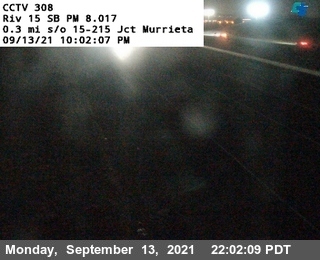 CCTV 308
Riv 15 SB PM 8.017
0.3 mi s/o 15-215 Jct Murrieta
09/13/21 10:02:07 PM
Monday, September 13, 2021 22:02:09 PDT